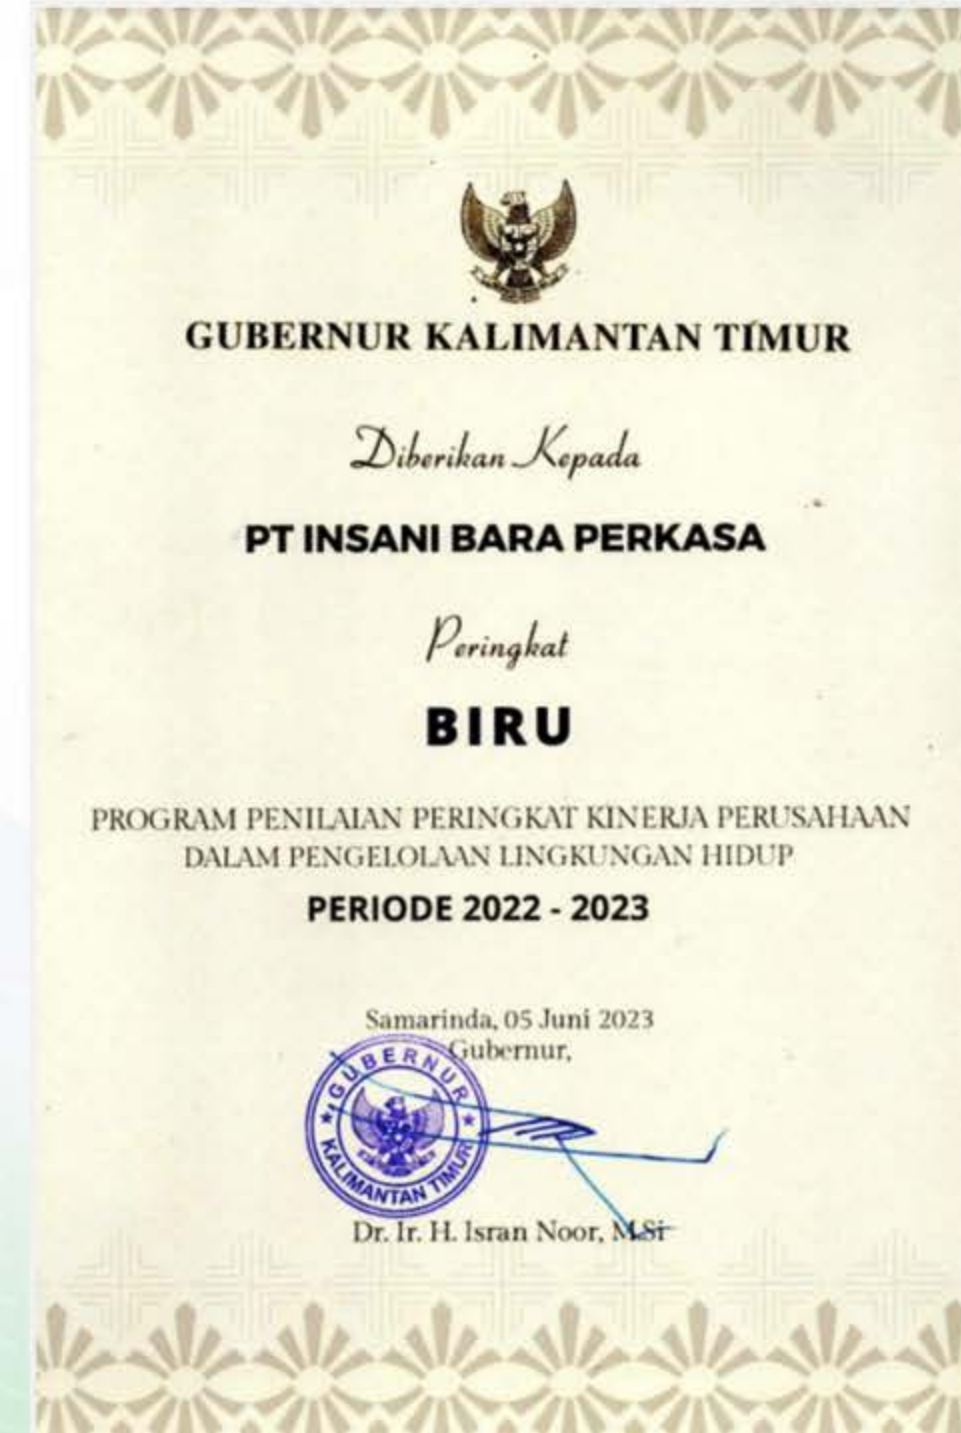 GUBERNUR KALIMANTAN TIMUR
Diberikan Kepada
PT INSANI BARA PERKASA
Peringkat
BIRU
PROGRAM PENILAIAN PERINGKAT KINERJA PERUSAHAAN
DALAM PENGELOLAAN LINGKUNGAN HIDUP
PERIODE 2022 - 2023
Samarinda, 05 Juni 2023
Gubernur,
GUBERNUR
KALIMANTAN TIMUR
Dr. Ir. H. Isran Noor, M.Si